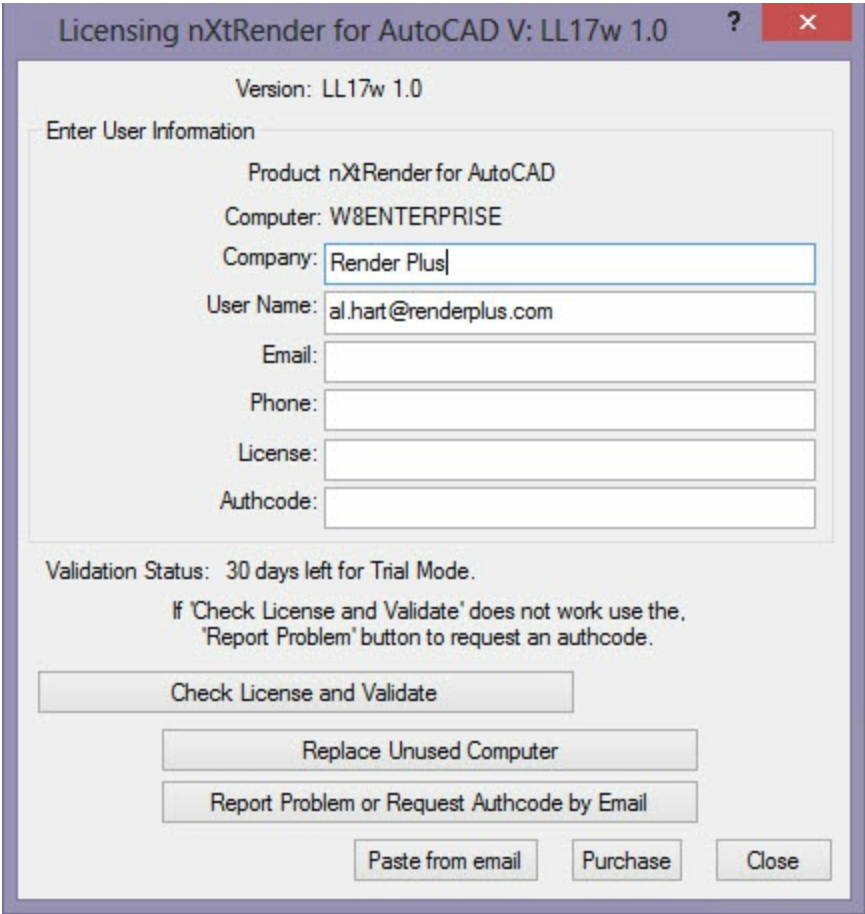 Licensing nXtRender for AutoCAD V: LL17w 1.0 ? ×
Version: LL17w 1.0
Enter User Information
Product nXtRender for AutoCAD
Computer: W8ENTERPRISE
Company: Render Plus
User Name: al.hart@renderplus.com
Email:
Phone:
License:
Authcode:
Validation Status: 30 days left for Trial Mode.
If 'Check License and Validate' does not work use the,
'Report Problem' button to request an authcode.
Check License and Validate
Replace Unused Computer
Report Problem or Request Authcode by Email
Paste from email Purchase Close